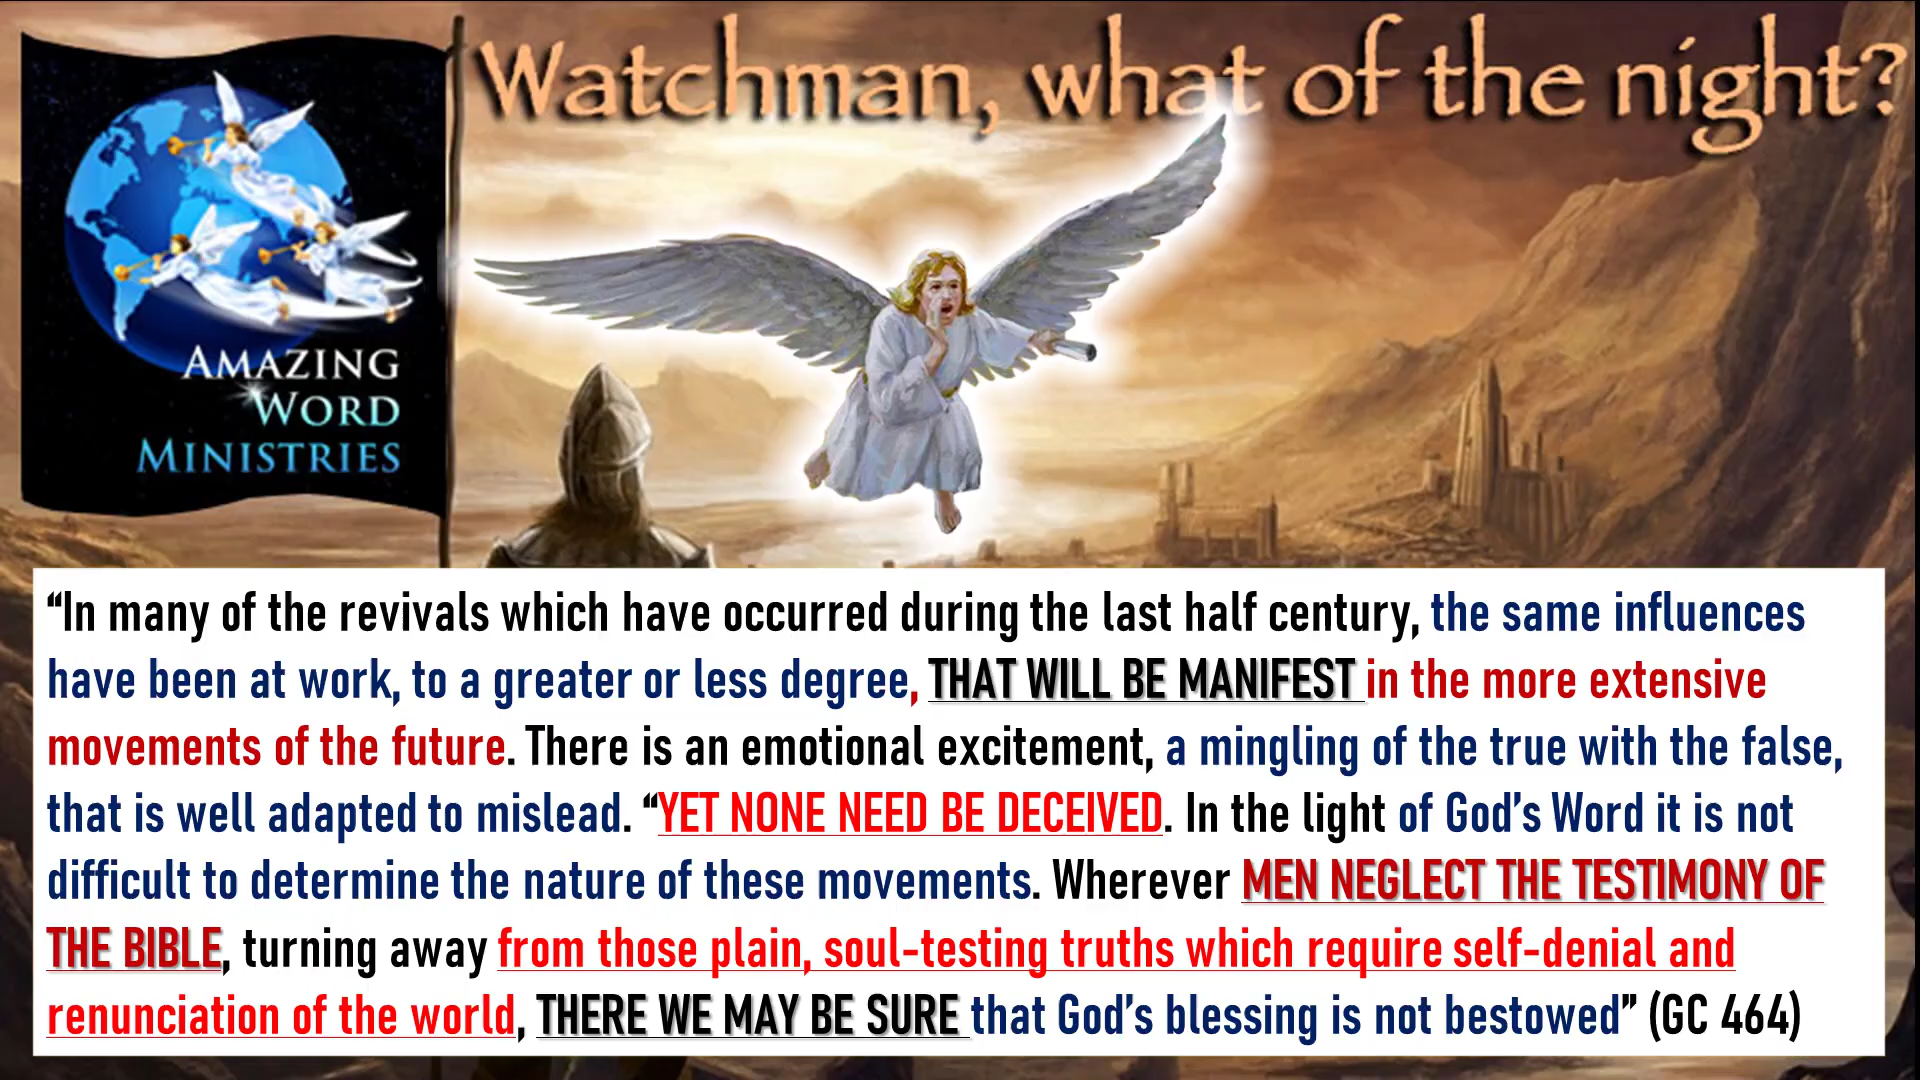 Watchman, what of the night?
AMAZING
WORD
MINISTRIES
“In many of the revivals which have occurred during the last half century, the same influences
have been at work, to a greater or less degree, THAT WILL BE MANIFEST in the more extensive
movements of the future. There is an emotional excitement, a mingling of the true with the false,
that is well adapted to mislead. “YET NONE NEED BE DECEIVED. In the light of God’s Word it is not
difficult to determine the nature of these movements. Wherever MEN NEGLECT THE TESTIMONY OF
THE BIBLE, turning away from those plain, soul-testing truths which require self-denial and
renunciation of the world, THERE WE MAY BE SURE that God’s blessing is not bestowed” (GC 464)